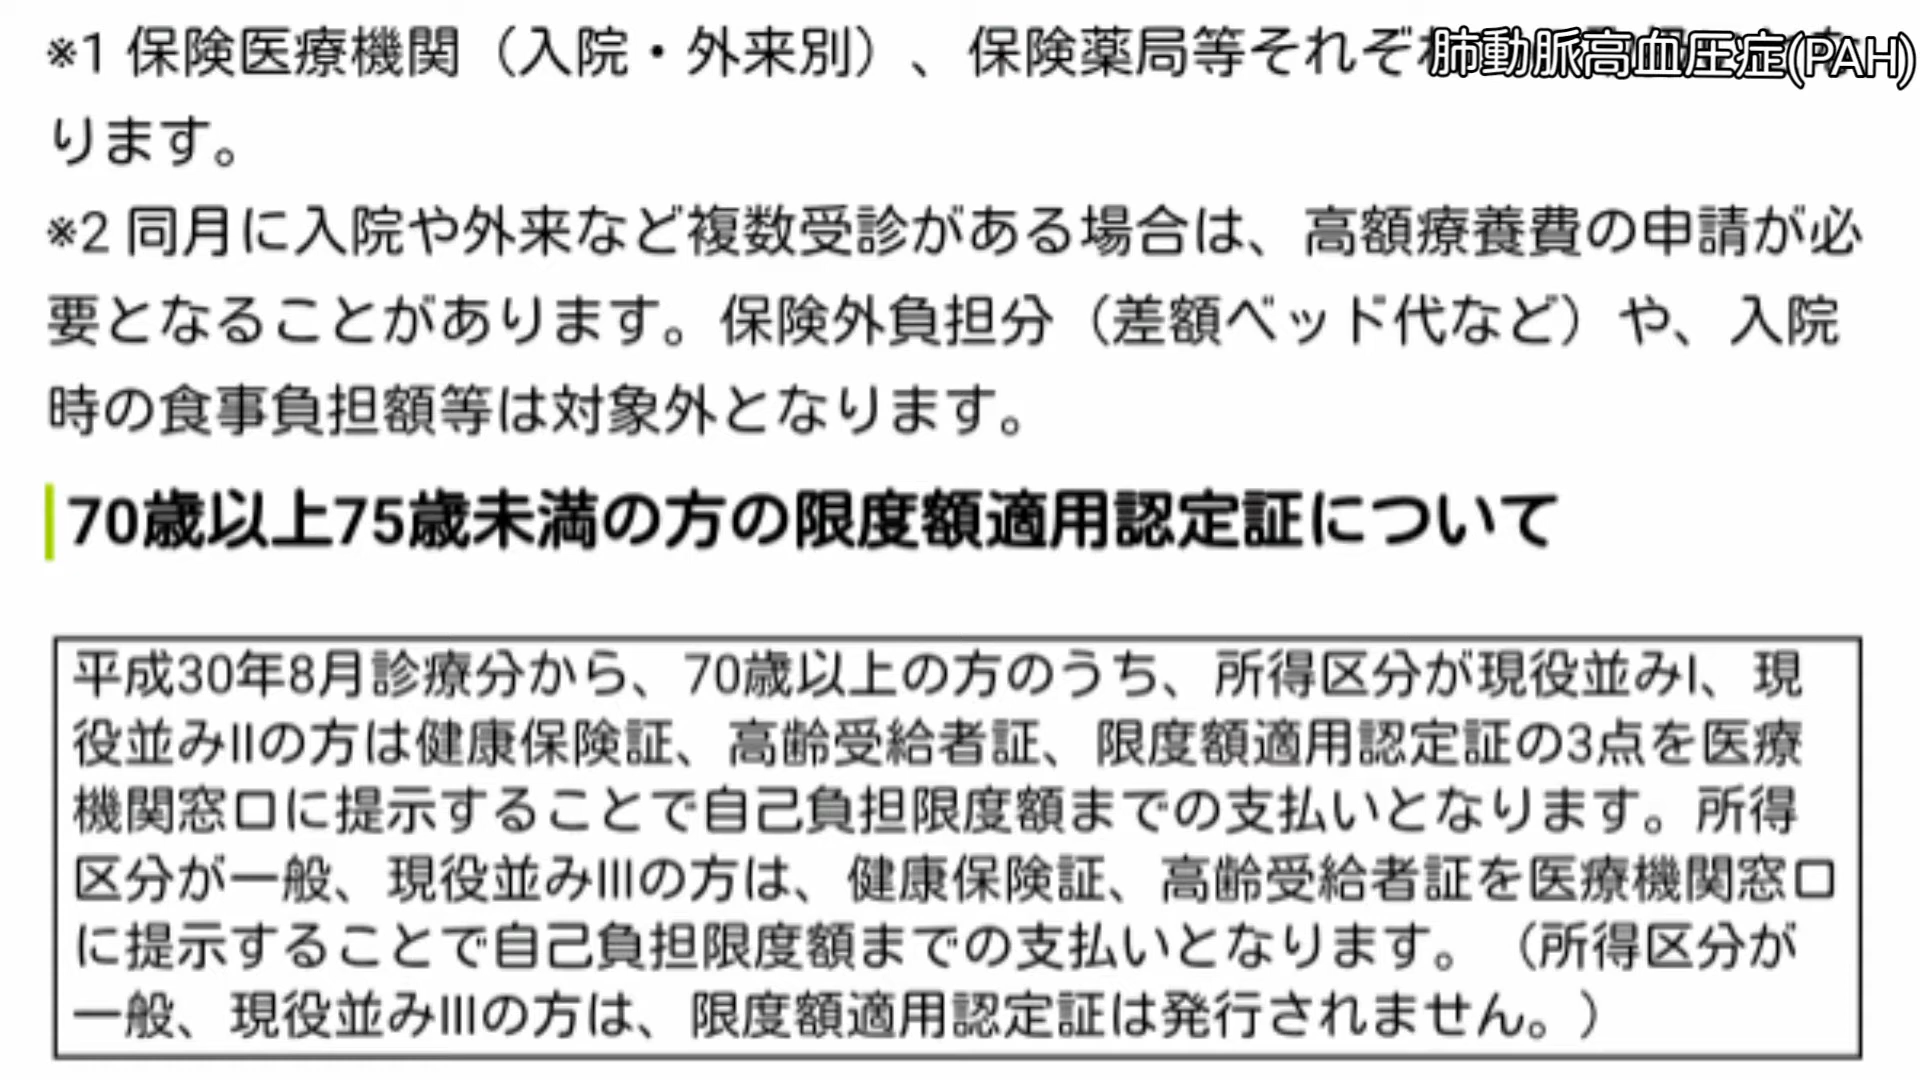 ※1 保険医療機関（入院・外来別）、保険薬局等それぞれ
肺動脈高血圧症(PAH)
ります。
※2 同月に入院や外来など複数受診がある場合は、高額療養費の申請が必
要となることがあります。保険外負担分（差額ベッド代など）や、入院
時の食事負担額等は対象外となります。
70歳以上75歳未満の方の限度額適用認定証について
平成30年8月診療分から、70歳以上の方のうち、所得区分が現役並みI、現
役並みIIの方は健康保険証、高齢受給者証、限度額適用認定証の3点を医療
機関窓口に提示することで自己負担限度額までの支払いとなります。所得
区分が一般、現役並みIIIの方は、健康保険証、高齢受給者証を医療機関窓口
に提示することで自己負担限度額までの支払いとなります。（所得区分が
一般、現役並みIIIの方は、限度額適用認定証は発行されません。）